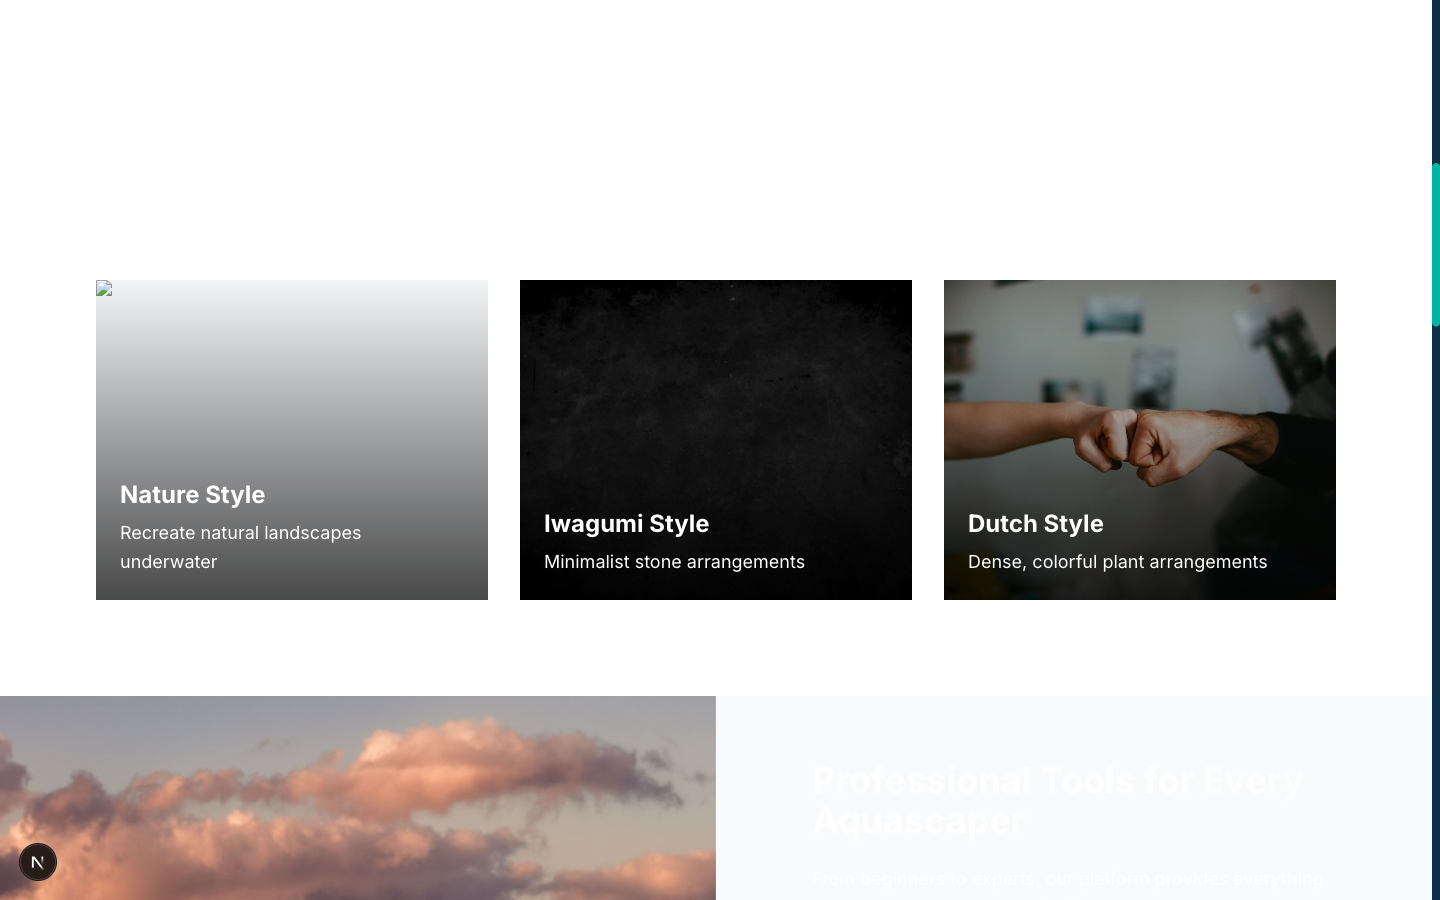 Nature Style
Recreate natural landscapes
underwater
Iwagumi Style
Minimalist stone arrangements
Dutch Style
Dense, colorful plant arrangements
Professional Tools for Every
Aquascaper
From beginners to experts, our platform provides everything
N